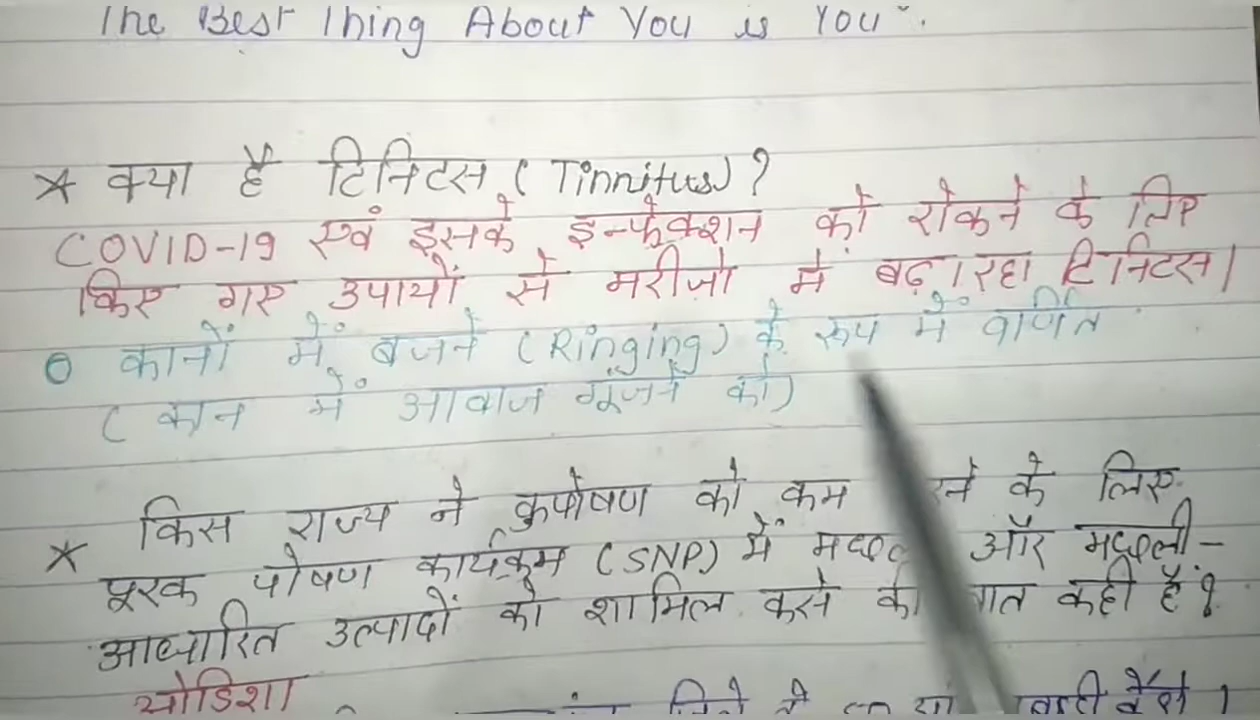 The Best Thing About You is You".
* क्या है टिनिटस (Tinnitus)?
COVID-19 एवं इसके इन्फेक्शन को रोकने के लिए
किए गए उपायों से मरीजो में बढ़ा रहा टिनिटस।
o कानों में बजने (Ringing) के रूप में वर्णित
( कान में आवाज गूंजने को)
किस राज्य ने कुपोषण को कम के लिए
* पूरक पोषण कार्यक्रम (SNP) में और मछली-
आधारित उत्पादों को शामिल करने की कही है?
ओडिशा